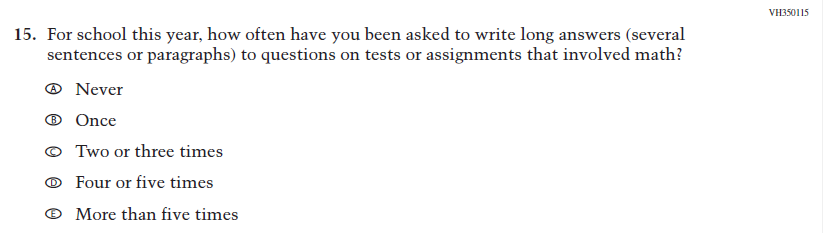 VH350115
15. For school this year, how often have you been asked to write long answers (several
sentences or paragraphs) to questions on tests or assignments that involved math?
A Never
B Once
C Two or three times
D Four or five times
E More than five times